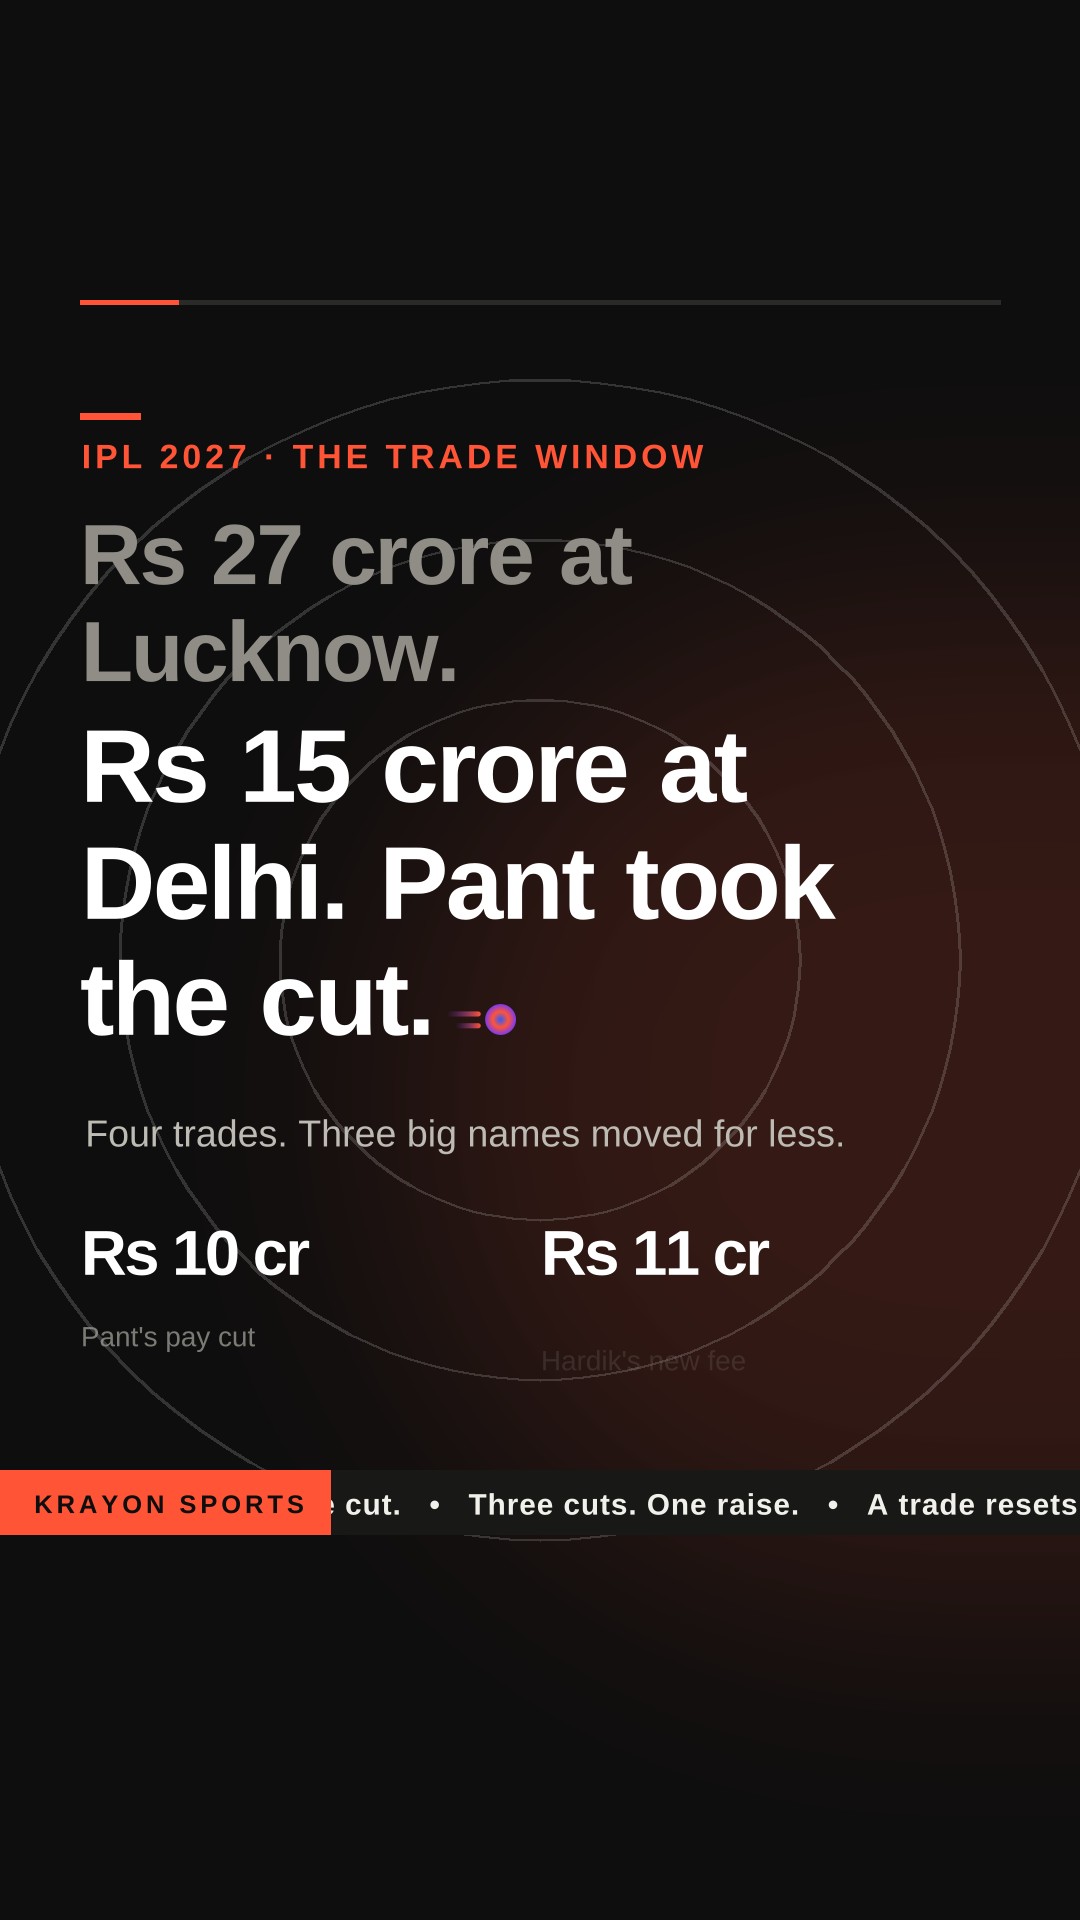 IPL 2027 · THE TRADE WINDOW
Rs 27 crore at
Lucknow.
Rs 15 crore at
Delhi. Pant took
the cut.
Four trades. Three big names moved for less.
Rs 10 cr
Rs 11 cr
Pant's pay cut
Hardik's new fee
KRAYON SPORTS
cut. • Three cuts. One raise. • A trade resets